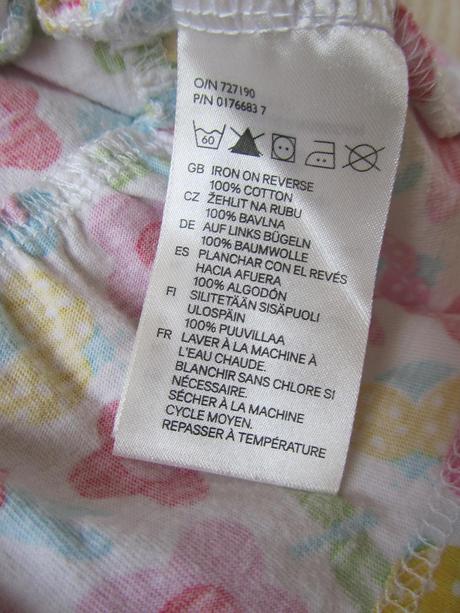 O/N 727190
P/N 0176683 7
60
GB IRON ON REVERSE
100% COTTON
CZ ŽEHLIT NA RUBU
100% BAVLNA
DE AUF LINKS BÜGELN
100% BAUMWOLLE
ES PLANCHAR CON EL REVÉS
HACIA AFUERA
100% ALGODÓN
FI SILITETÄÄN SISÄPUOLI
ULOSPÄIN
100% PUUVILLAA
FR LAVER À LA MACHINE À
L'EAU CHAUDE.
BLANCHIR SANS CHLORE SI
NÉCESSAIRE.
SÉCHER À LA MACHINE
CYCLE MOYEN.
REPASSER À TEMPÉRATURE